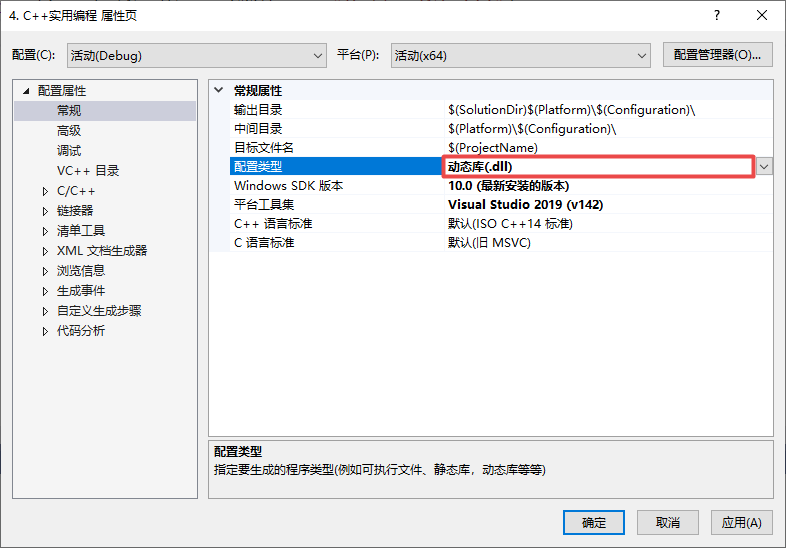 4. C++实用编程 属性页
配置(C): 活动(Debug) 平台(P): 活动(x64) 配置管理器(O)...
配置属性
常规
高级
调试
VC++ 目录
C/C++
链接器
清单工具
XML 文档生成器
浏览信息
生成事件
自定义生成步骤
代码分析
常规属性
输出目录 $(SolutionDir)$(Platform)\$(Configuration)\
中间目录 $(Platform)\$(Configuration)\
目标文件名 $(ProjectName)
配置类型 动态库(.dll)
Windows SDK 版本 10.0 (最新安装的版本)
平台工具集 Visual Studio 2019 (v142)
C++ 语言标准 默认(ISO C++14 标准)
C 语言标准 默认(旧 MSVC)
配置类型
指定要生成的程序类型(例如可执行文件、静态库，动态库等等)
确定 取消 应用(A)